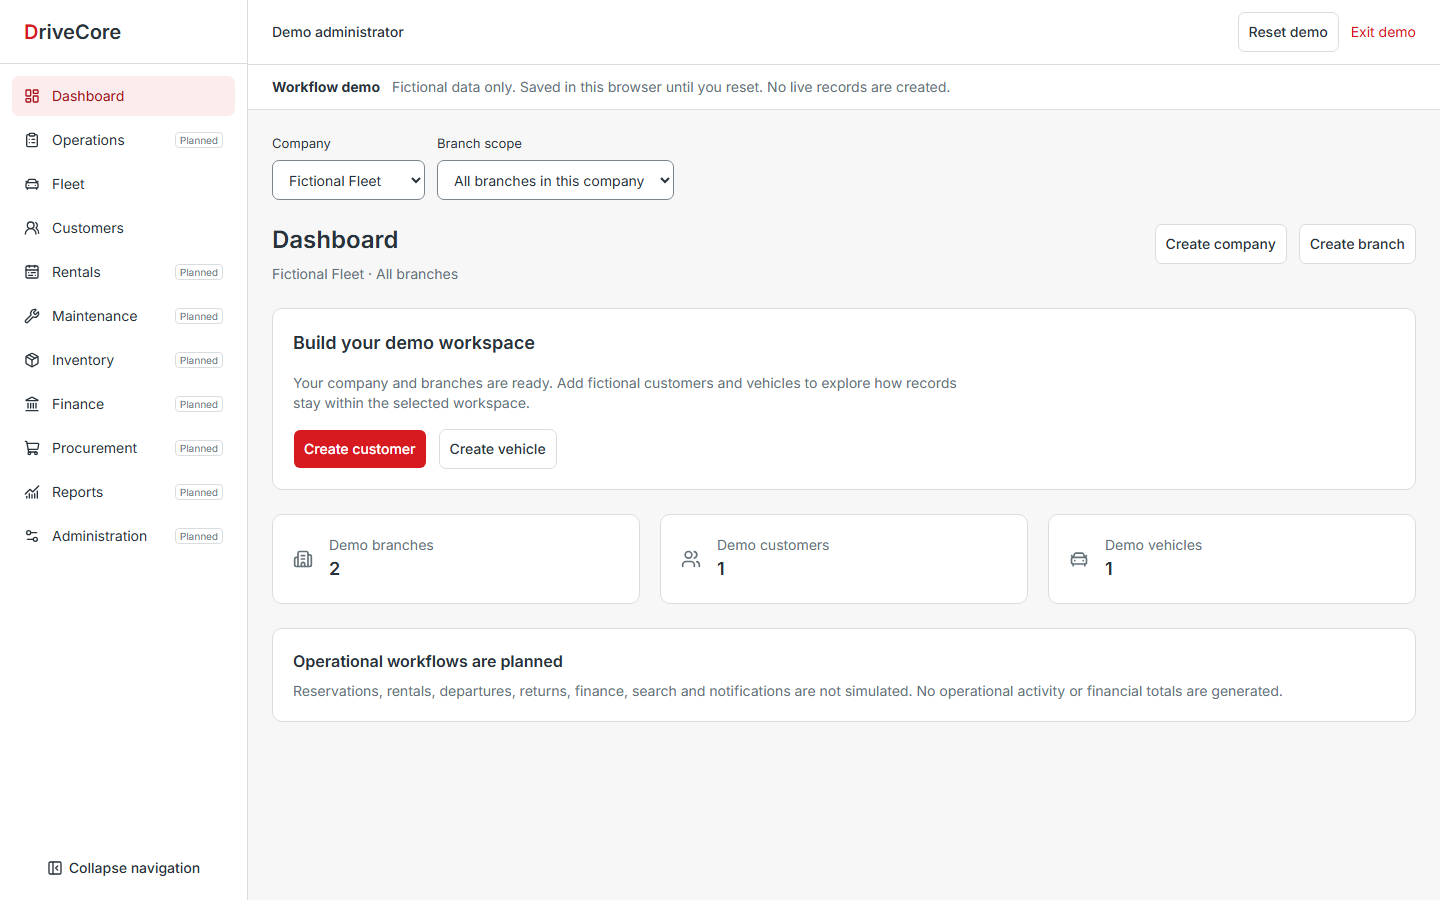 DriveCore
Demo administrator
Reset demo
Exit demo
Workflow demo Fictional data only. Saved in this browser until you reset. No live records are created.
Dashboard
Operations Planned
Fleet
Customers
Rentals Planned
Maintenance Planned
Inventory Planned
Finance Planned
Procurement Planned
Reports Planned
Administration Planned
Collapse navigation
Company
Branch scope
Fictional Fleet
All branches in this company
Dashboard
Fictional Fleet · All branches
Create company
Create branch
Build your demo workspace
Your company and branches are ready. Add fictional customers and vehicles to explore how records
stay within the selected workspace.
Create customer
Create vehicle
Demo branches
2
Demo customers
1
Demo vehicles
1
Operational workflows are planned
Reservations, rentals, departures, returns, finance, search and notifications are not simulated. No operational activity or financial totals are generated.